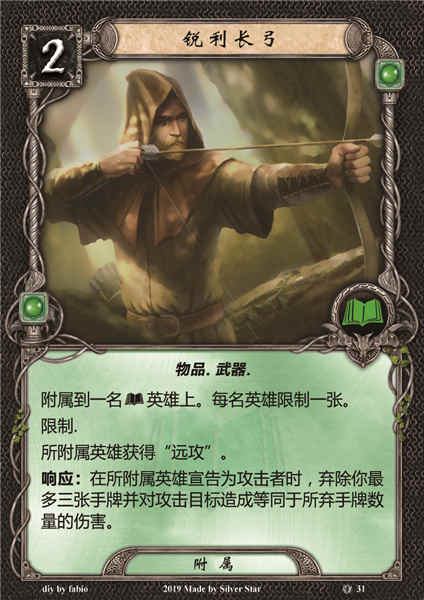 2
锐利长弓
物品. 武器.
附属到一名英雄上。每名英雄限制一张。
限制.
所附属英雄获得“远攻”。
响应：在所附属英雄宣告为攻击者时，弃除你最
多三张手牌并对攻击目标造成等同于所弃手牌数
量的伤害。
附属
diy by fabio 2019 Made by Silver Star 31